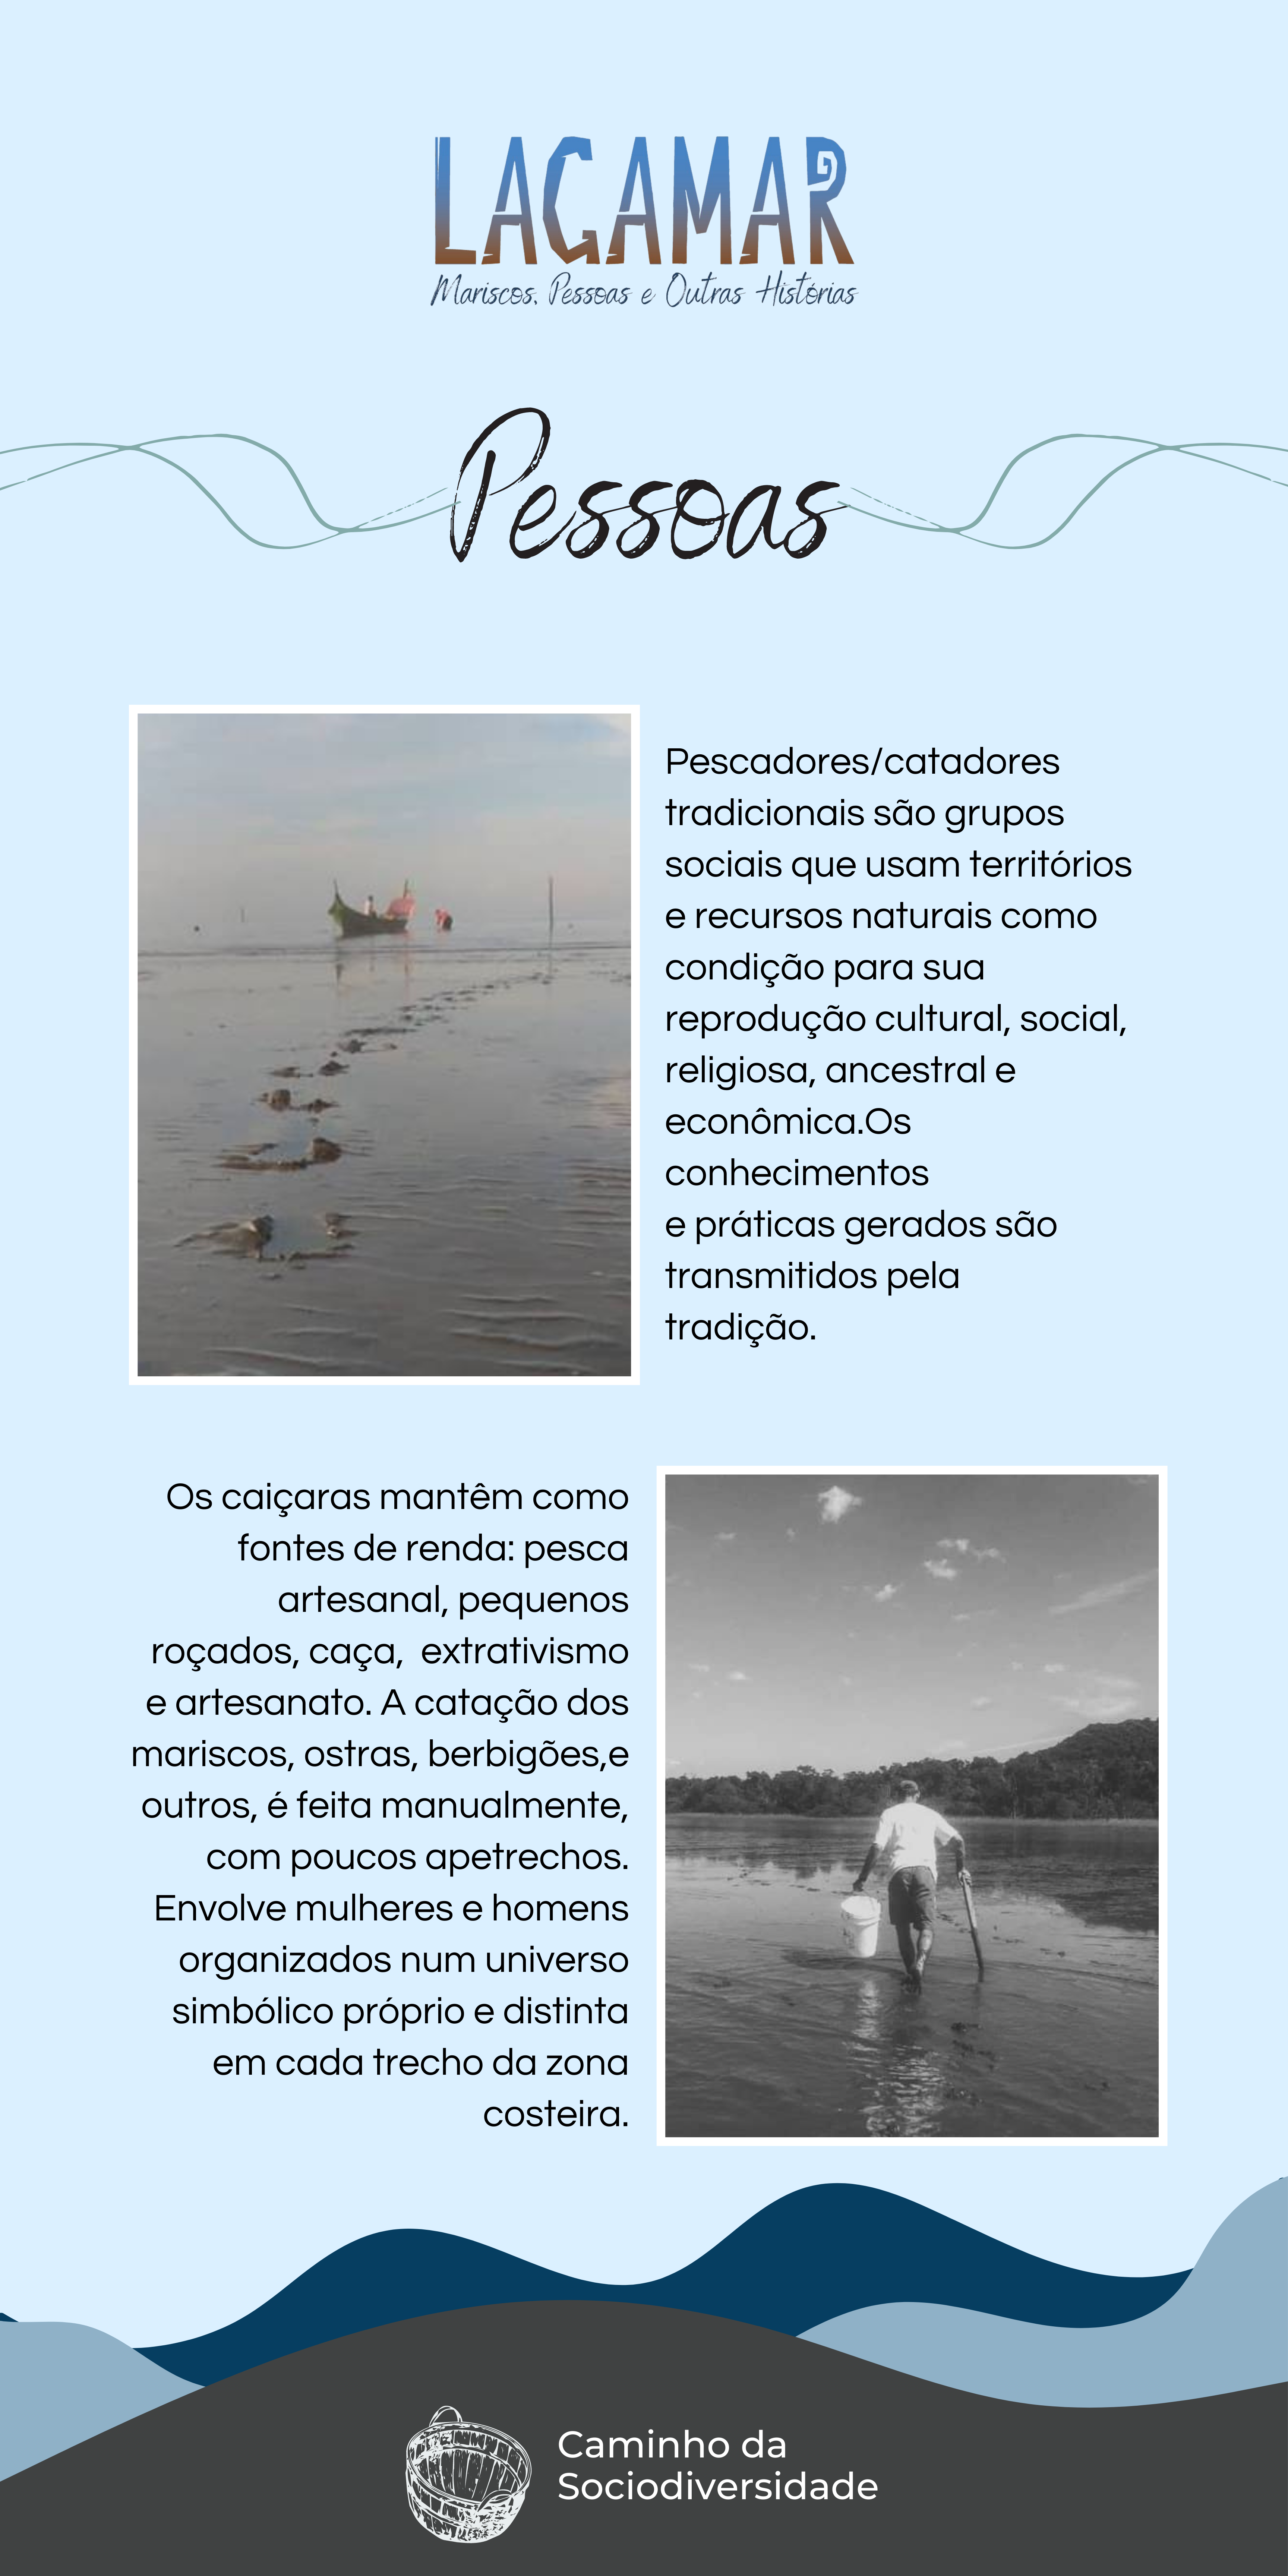 LAGAMAR
Mariscos, Pessoas e Outras Histórias
Pessoas
Pescadores/catadores
tradicionais são grupos
sociais que usam territórios
e recursos naturais como
condição para sua
reprodução cultural, social,
religiosa, ancestral e
econômica.Os
conhecimentos
e práticas gerados são
transmitidos pela
tradição.
Os caiçaras mantêm como
fontes de renda: pesca
artesanal, pequenos
roçados, caça,  extrativismo
e artesanato. A catação dos
mariscos, ostras, berbigões,e
outros, é feita manualmente,
com poucos apetrechos.
Envolve mulheres e homens
organizados num universo
simbólico próprio e distinta
em cada trecho da zona
costeira.
Caminho da
Sociodiversidade